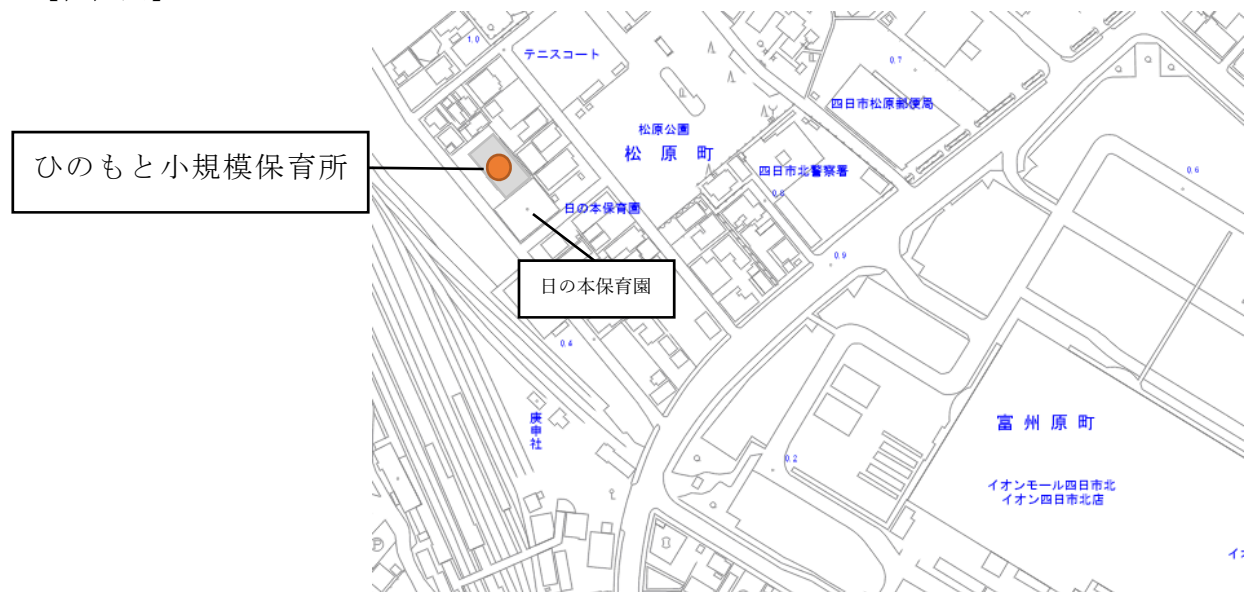 1.0
テニスコート
0.7
四日市松原郵便局
松原公園
松原町
ひのもと小規模保育所
四日市北警察署
0.6
0.8
日の本保育園
0.9
日の本保育園
0.4
庚申社
富州原町
0.2
イオンモール四日市北
イオン四日市北店